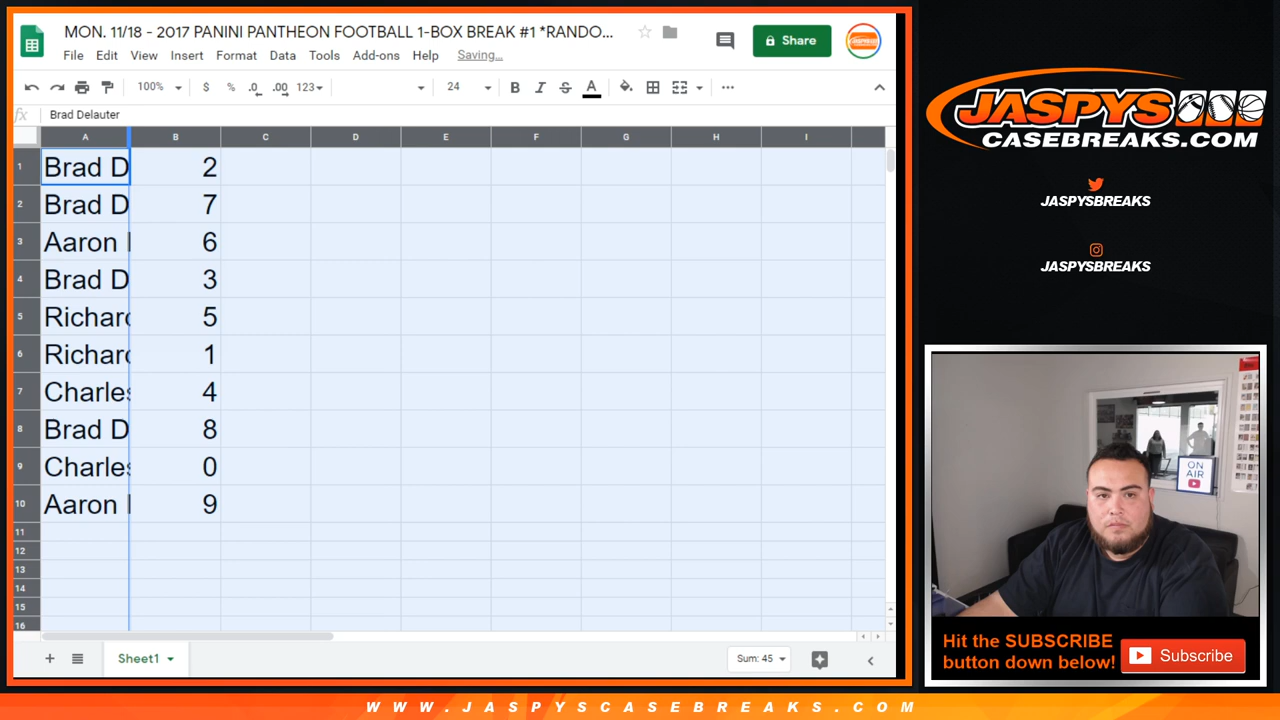 MON. 11/18 - 2017 PANINI PANTHEON FOOTBALL 1-BOX BREAK #1 *RANDO...
File Edit View Insert Format Data Tools Add-ons Help Saving...
Share
100% $ % .0 .00 123 24 B I S A ...
fx Brad Delauter
A B C D E F G H I
1 Brad D 2
2 Brad D 7
3 Aaron 6
4 Brad D 3
5 Richard 5
6 Richard 1
7 Charles 4
8 Brad D 8
9 Charles 0
10 Aaron 9
11
12
13
14
15
16
+ Sheet1 Sum: 45
JASPYS
CASEBREAKS.COM
JASPYSBREAKS
JASPYSBREAKS
ON
AIR
Hit the SUBSCRIBE
button down below!
Subscribe
WWW.JASPYSCASEBREAKS.COM